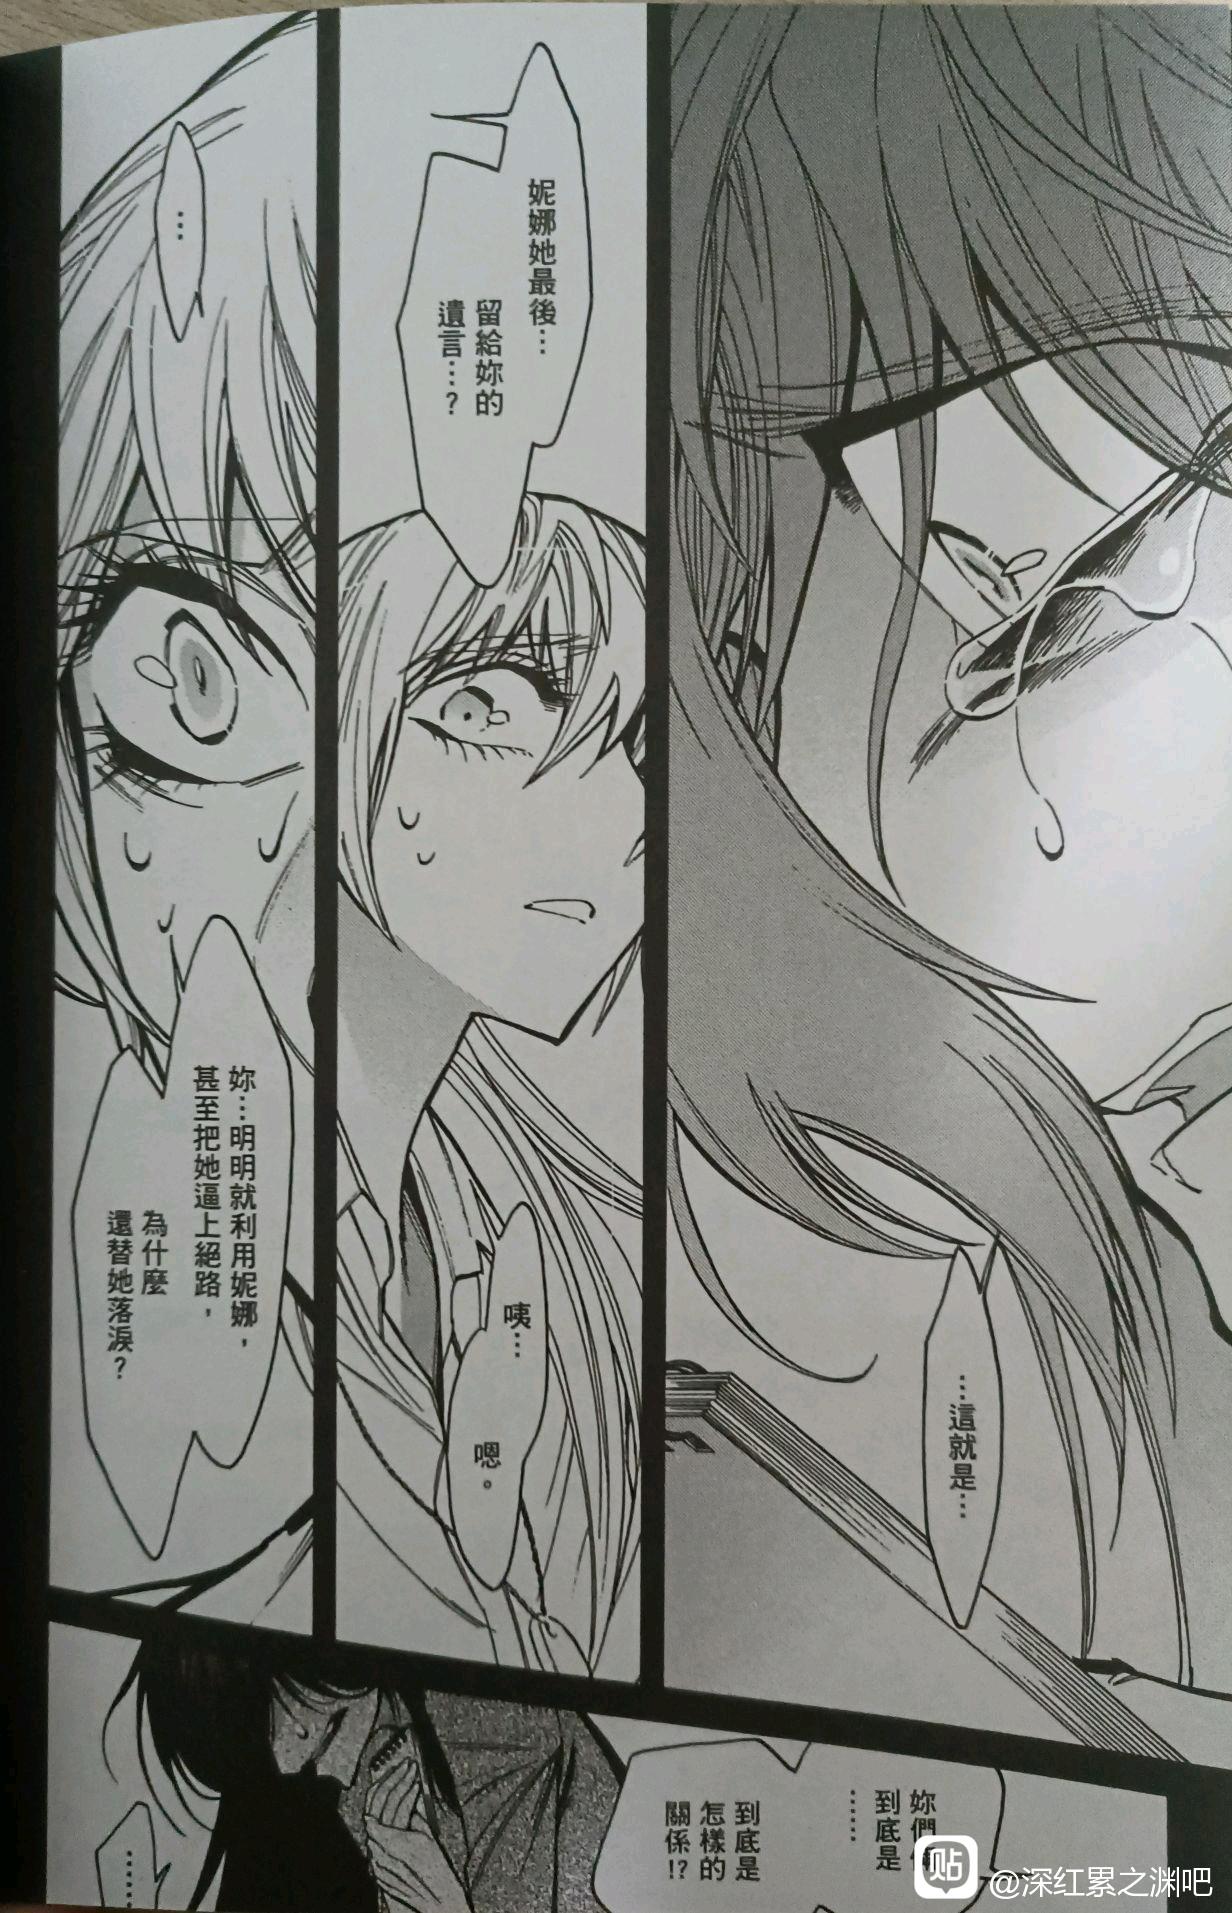 …這就是…
妮娜她最後…
留給妳的
遺言…?
咦…
嗯。
…
妳…明明就利用妮娜，
甚至把她逼上絕路，
為什麼
還替她落淚?
妳們
到底是
……
到底是
怎樣的
關係!?
……
贴
@深红累之渊吧